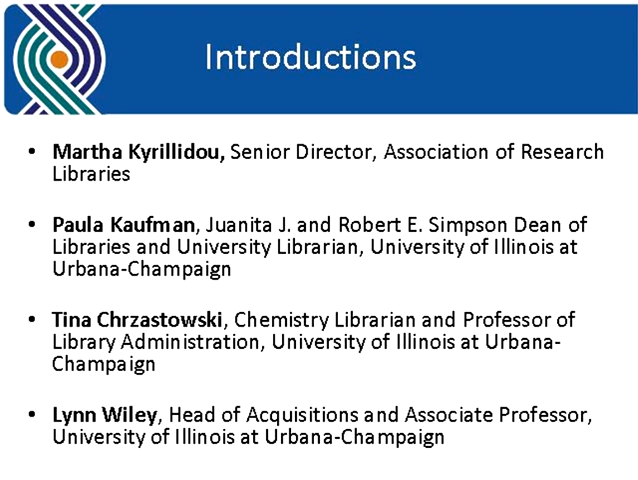 Introductions
• Martha Kyrillidou, Senior Director, Association of Research
Libraries
• Paula Kaufman, Juanita J. and Robert E. Simpson Dean of
Libraries and University Librarian, University of Illinois at
Urbana-Champaign
• Tina Chrzastowski, Chemistry Librarian and Professor of
Library Administration, University of Illinois at Urbana-
Champaign
• Lynn Wiley, Head of Acquisitions and Associate Professor,
University of Illinois at Urbana-Champaign